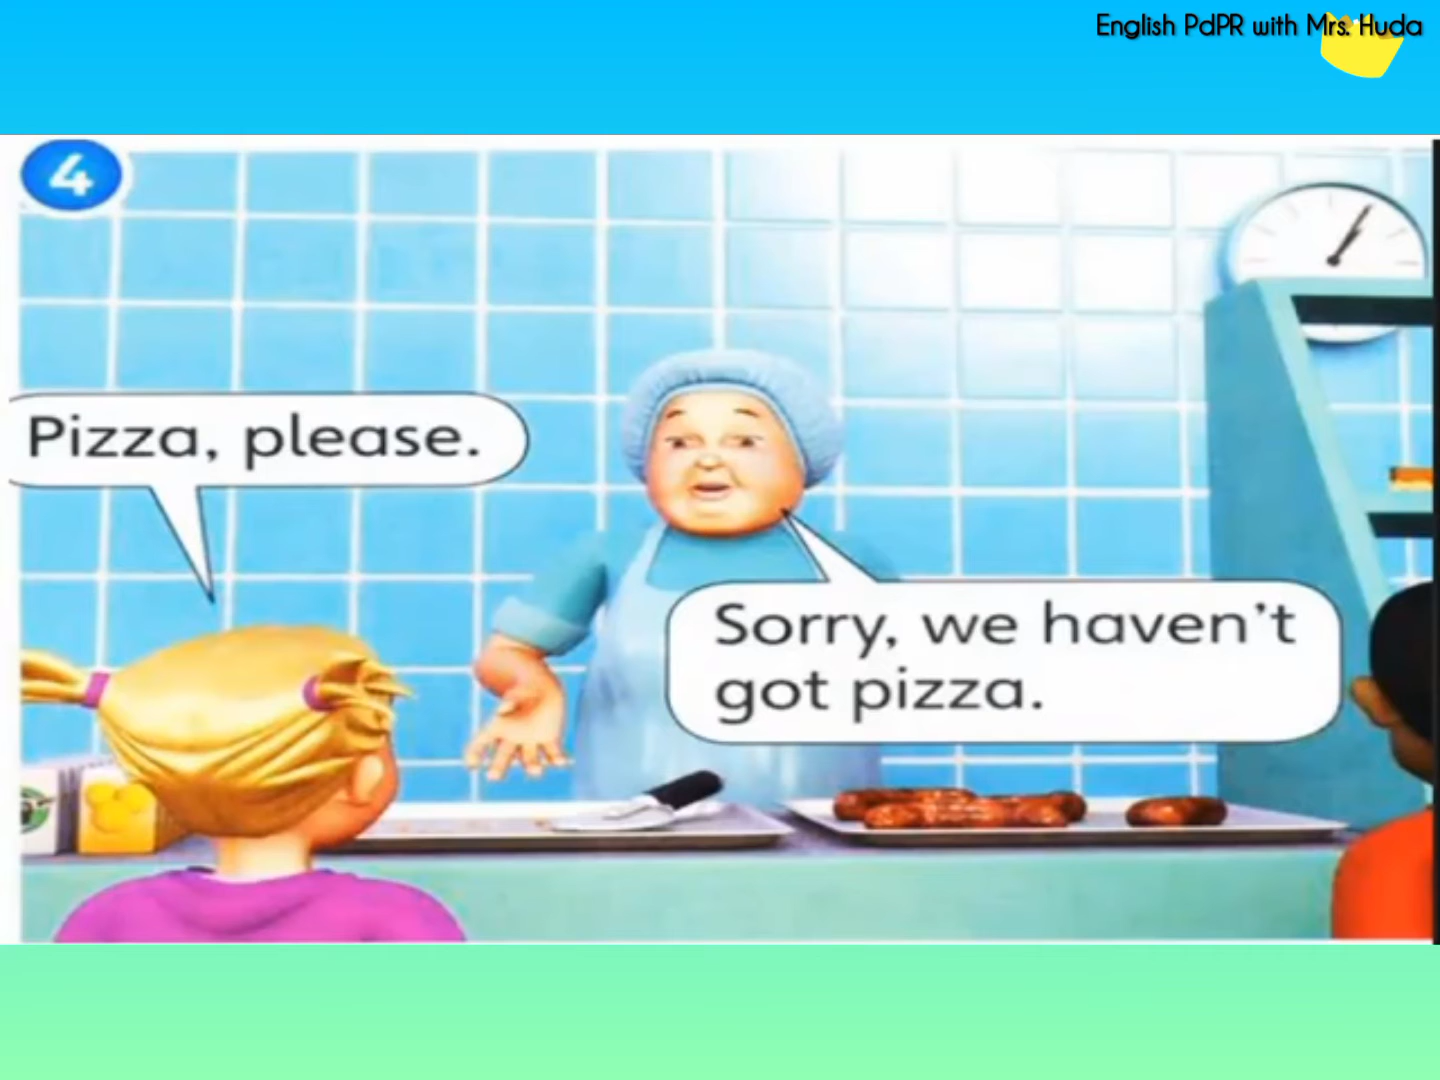 English PdPR with Mrs. Huda
4
Pizza, please.
Sorry, we haven't
got pizza.